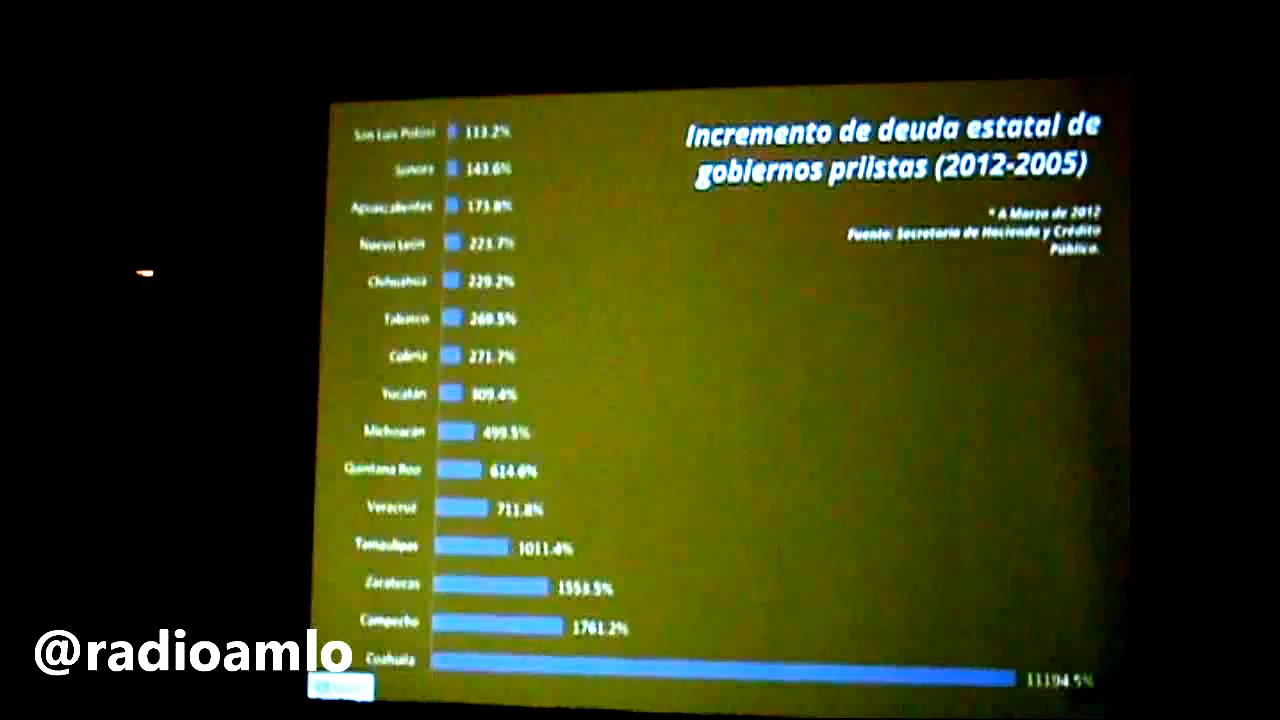 Incremento de deuda estatal de
gobiernos priistas (2012-2005)
* A Marzo de 2012
Fuente: Secretaría de Hacienda y Crédito
Público.
San Luis Potosí 113.2%
Sonora 143.6%
Aguascalientes 173.8%
Nuevo León 223.7%
Chihuahua 229.2%
Tabasco 269.5%
Colima 271.7%
Yucatán 309.4%
Michoacán 499.5%
Quintana Roo 614.6%
Veracruz 711.8%
Tamaulipas 1011.4%
Zacatecas 1553.5%
Campeche 1761.2%
Coahuila 11194.5%
@radioamlo